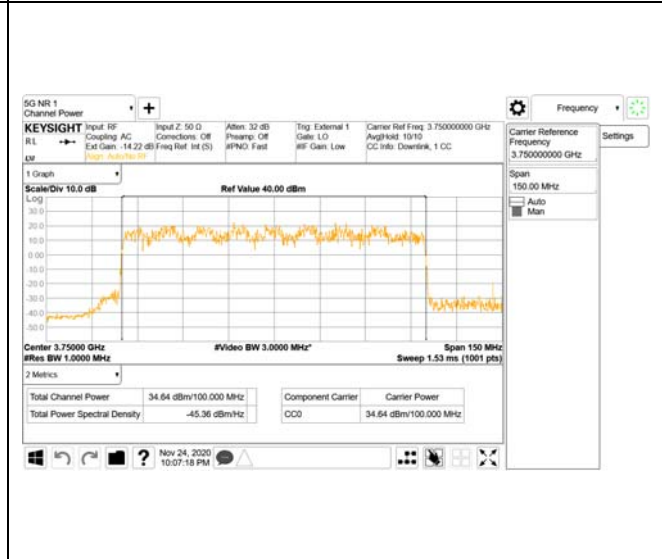 5G NR 1
Channel Power
+
Frequency
KEYSIGHT
RL
LXI
Input: RF
Coupling: AC
Ext Gain: -14.22 dB
Align: Auto/No RF
Input Z: 50 Ω
Corrections: Off
Freq Ref: Int (S)
Atten: 32 dB
Preamp: Off
#PNO: Fast
Trig: External 1
Gate: LO
#IF Gain: Low
Carrier Ref Freq: 3.750000000 GHz
Avg|Hold: 10/10
CC Info: Downlink, 1 CC
Carrier Reference
Frequency
3.750000000 GHz
Settings
Span
150.00 MHz
Auto
Man
1 Graph
Scale/Div 10.0 dB
Ref Value 40.00 dBm
Log
30.0
20.0
10.0
0.00
-10.0
-20.0
-30.0
-40.0
-50.0
Center 3.75000 GHz
#Video BW 3.0000 MHz*
Span 150 MHz
#Res BW 1.0000 MHz
Sweep 1.53 ms (1001 pts)
2 Metrics
Total Channel Power
34.64 dBm/100.000 MHz
Total Power Spectral Density
-45.36 dBm/Hz
Component Carrier
Carrier Power
CC0
34.64 dBm/100.000 MHz
?
Nov 24, 2020
10:07:18 PM